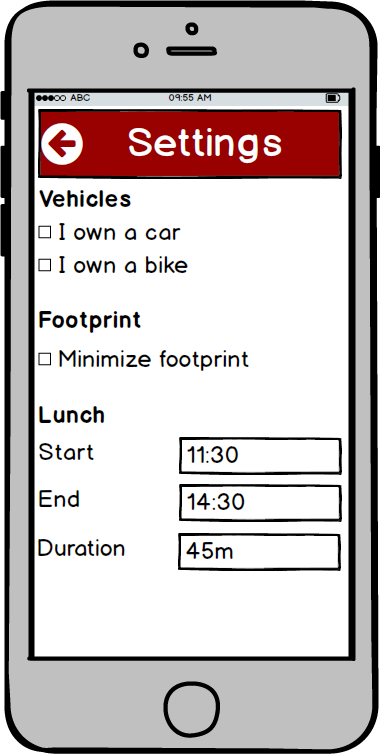 ABC 09:55 AM
Settings
Vehicles
I own a car
I own a bike
Footprint
Minimize footprint
Lunch
Start 11:30
End 14:30
Duration 45m